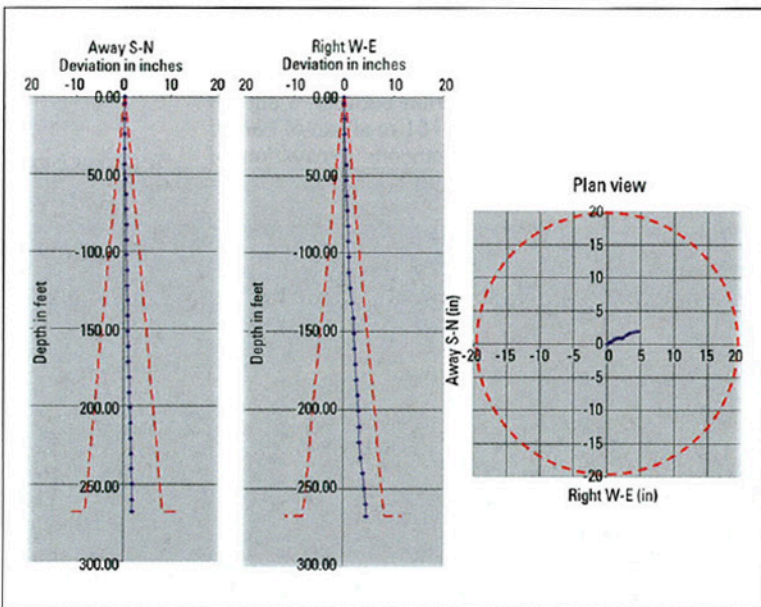 Away S-N
Deviation in inches
20 -10 0 10 20
0.00
50.00
-100.00
150.00
200.00
-250.00
300.00
Depth in feet
Right W-E
Deviation in inches
20 -10 0 10 20
0.00
50.00
-100.00
-150.00
-200.00
250.00
300.00
Depth in feet
Plan view
20
15
10
5
0
-20 -15 -10 -5 0 5 10 15 20
-5
-10
-15
-20
Away S-N (in)
Right W-E (in)